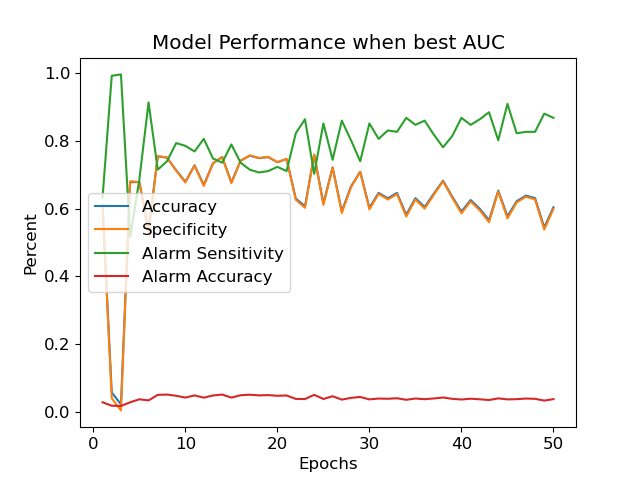 Model Performance when best AUC
1.0
0.8
0.6
0.4
0.2
0.0
Percent
Accuracy
Specificity
Alarm Sensitivity
Alarm Accuracy
0 10 20 30 40 50
Epochs